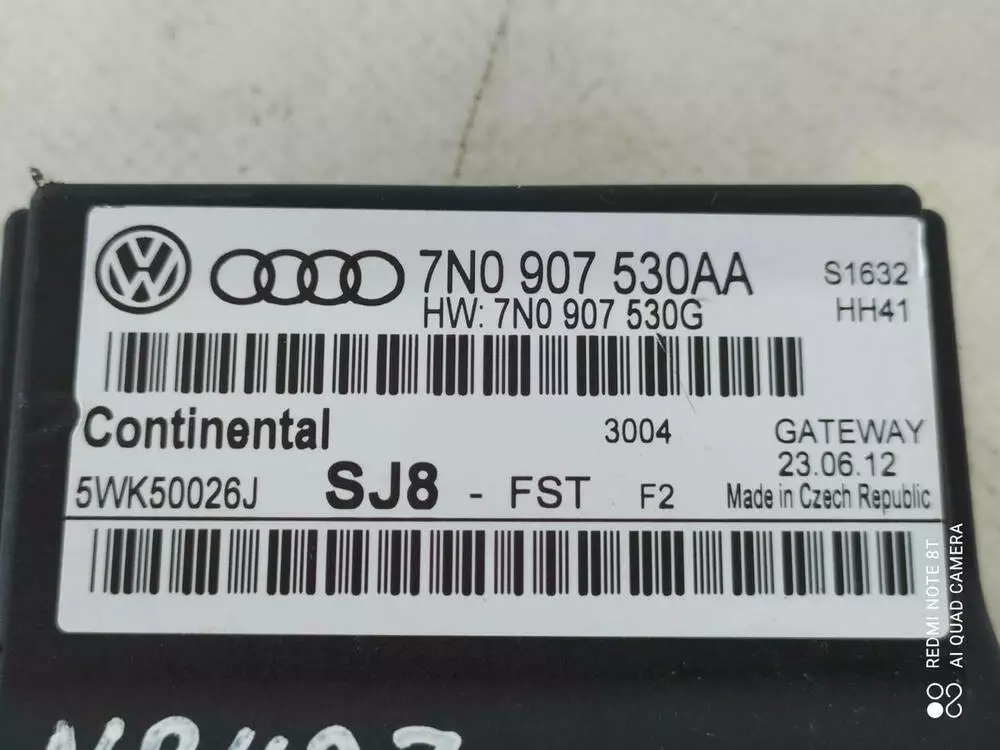 7N0 907 530AA
S1632
HW: 7N0 907 530G
HH41
Continental
3004
GATEWAY
23.06.12
5WK50026J
SJ8 - FST F2
Made in Czech Republic
REDMI NOTE 8T
AI QUAD CAMERA